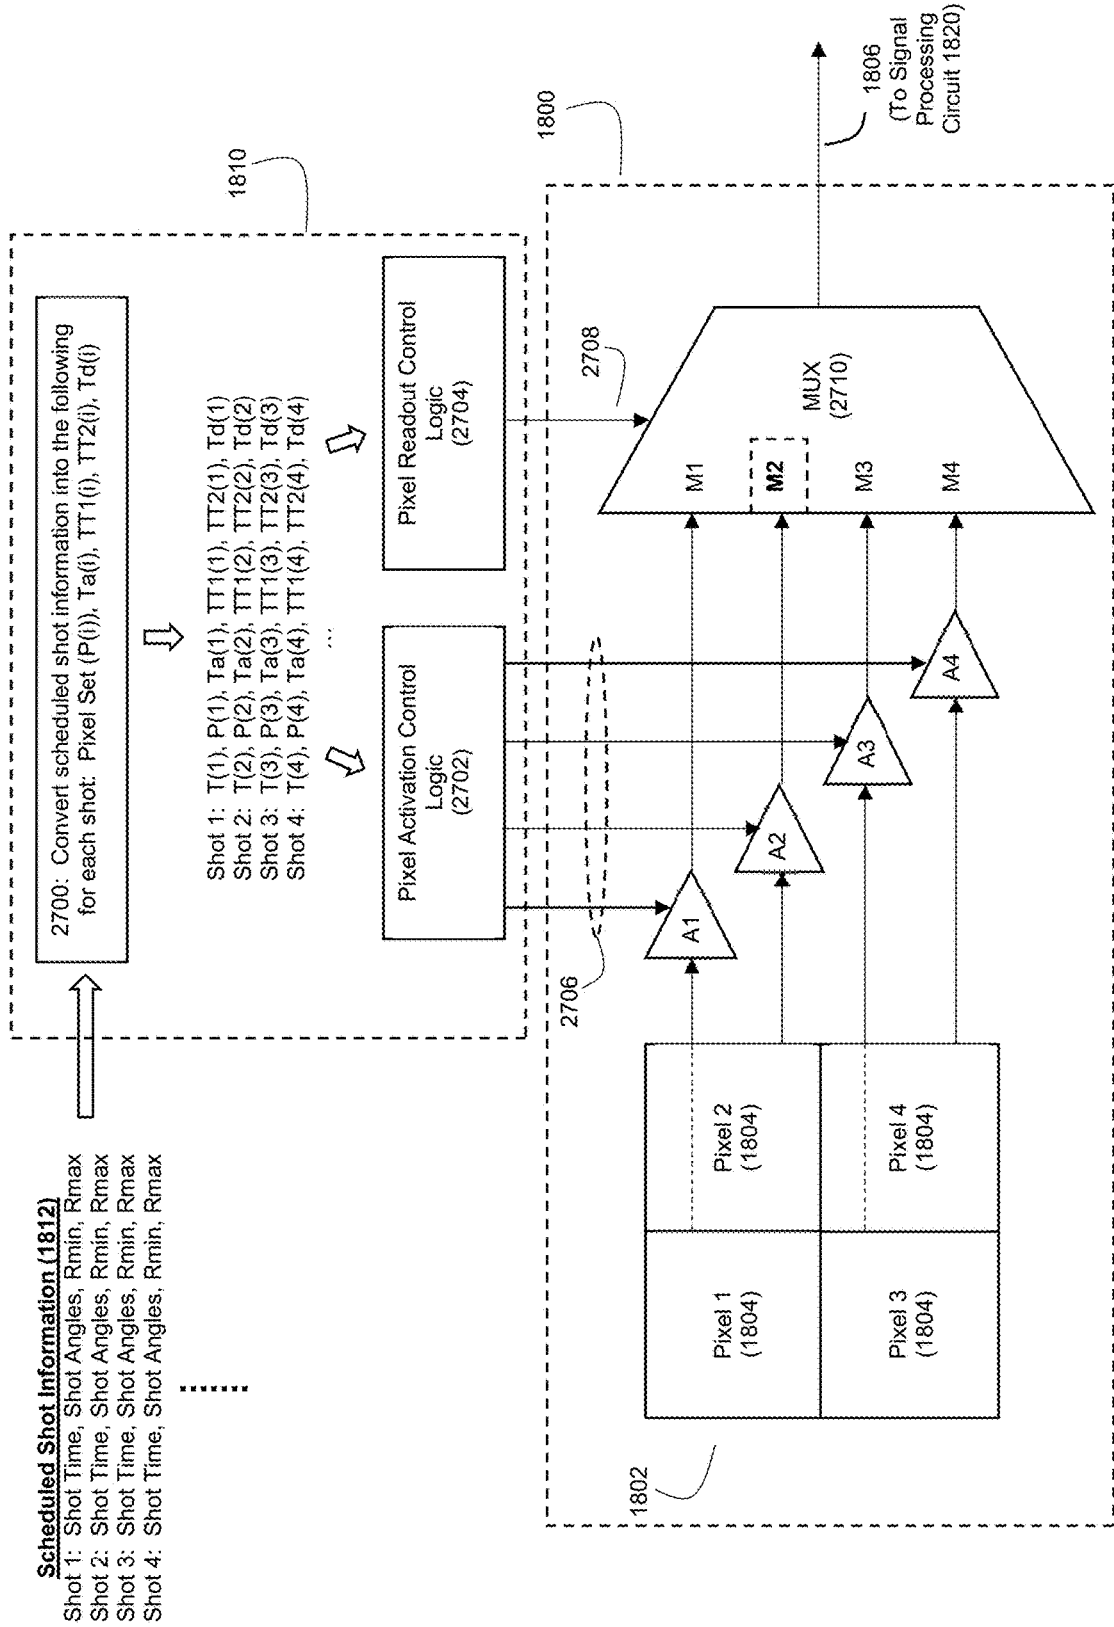 Scheduled Shot Information (1812)
Shot 1: Shot Time, Shot Angles, Rmin, Rmax
Shot 2: Shot Time, Shot Angles, Rmin, Rmax
Shot 3: Shot Time, Shot Angles, Rmin, Rmax
Shot 4: Shot Time, Shot Angles, Rmin, Rmax
.......
2700: Convert scheduled shot information into the following
for each shot: Pixel Set (P(i)), Ta(i), TT1(i), TT2(i), Td(i)
1810
Shot 1: T(1), P(1), Ta(1), TT1(1), TT2(1), Td(1)
Shot 2: T(2), P(2), Ta(2), TT1(2), TT2(2), Td(2)
Shot 3: T(3), P(3), Ta(3), TT1(3), TT2(3), Td(3)
Shot 4: T(4), P(4), Ta(4), TT1(4), TT2(4), Td(4)
...
Pixel Activation Control
Logic
(2702)
Pixel Readout Control
Logic
(2704)
2706
2708
1800
1802
Pixel 1
(1804)
Pixel 2
(1804)
Pixel 3
(1804)
Pixel 4
(1804)
A1
A2
A3
A4
M1
M2
M3
M4
MUX
(2710)
1806
(To Signal
Processing
Circuit 1820)